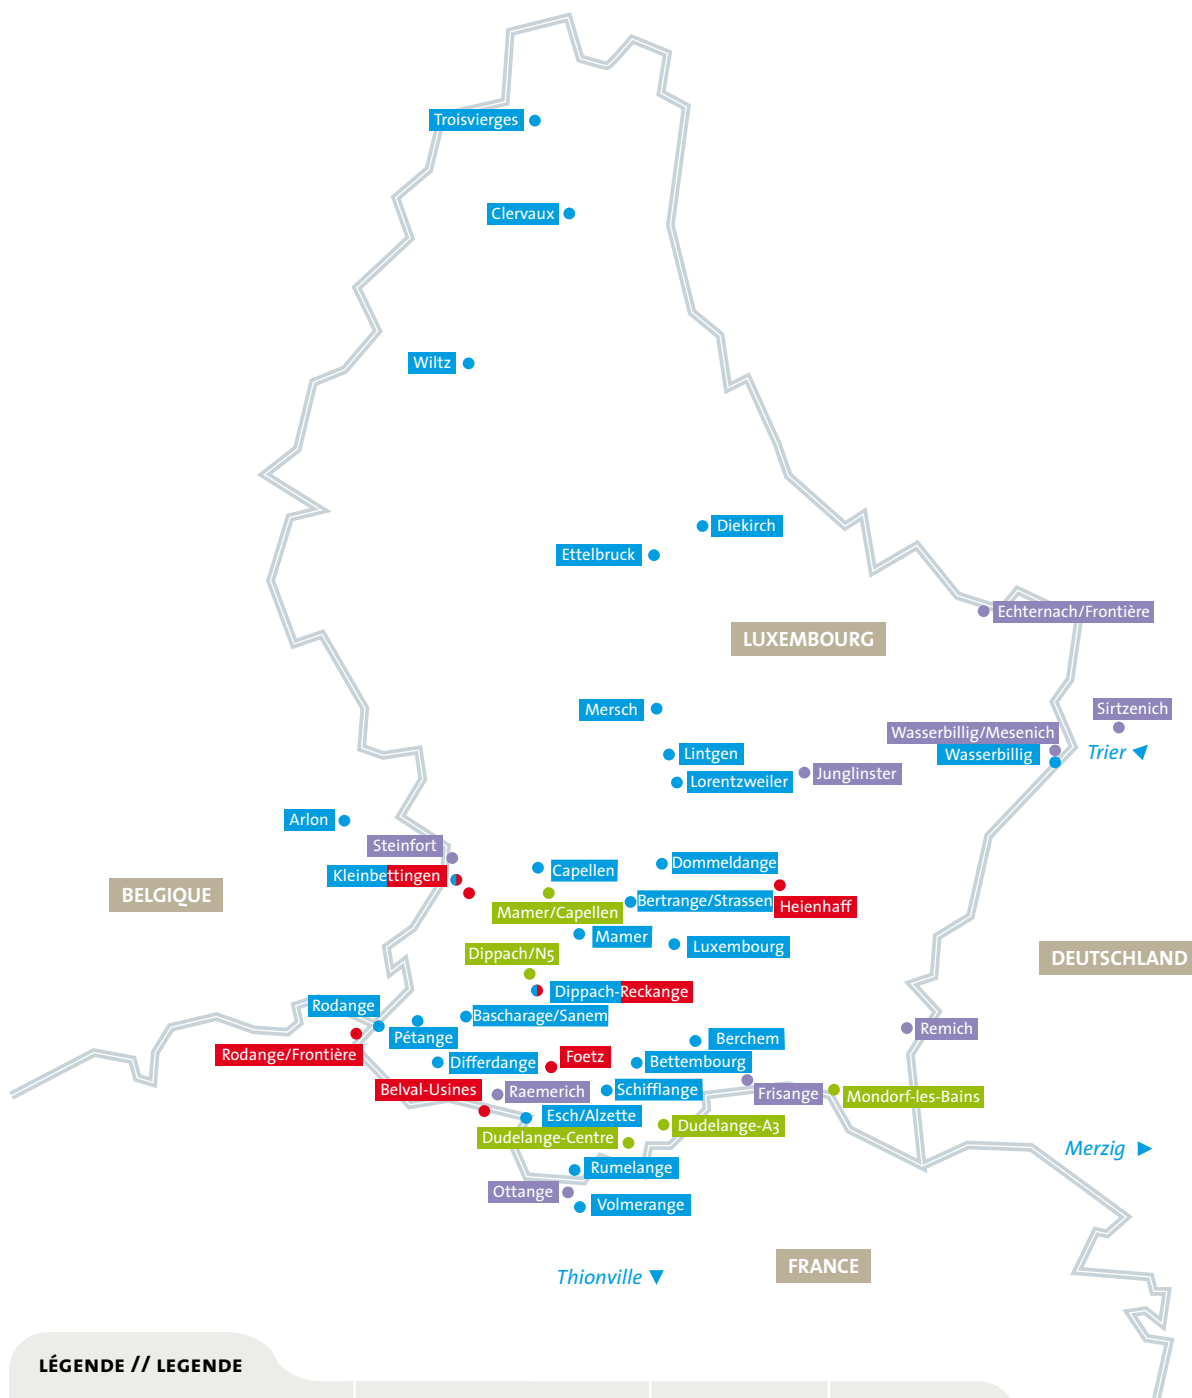 Troisvierges
Clervaux
Wiltz
Diekirch
Ettelbruck
Echternach/Frontière
LUXEMBOURG
Mersch
Sirtzenich
Wasserbillig/Mesenich
Trier
Lintgen
Wasserbillig
Junglinster
Lorentzweiler
Arlon
Steinfort
Dommeldange
Capellen
Kleinbettingen
BELGIQUE
Bertrange/Strassen
Heienhaff
Mamer/Capellen
Mamer
Luxembourg
Dippach/N5
DEUTSCHLAND
Dippach-Reckange
Rodange
Bascharage/Sanem
Remich
Pétange
Berchem
Rodange/Frontière
Foetz
Differdange
Bettembourg
Belval-Usines
Raemerich
Schifflange
Frisange
Mondorf-les-Bains
Esch/Alzette
Dudelange-A3
Dudelange-Centre
Merzig
Rumelange
Ottange
Volmerange
FRANCE
Thionville
LÉGENDE // LEGENDE